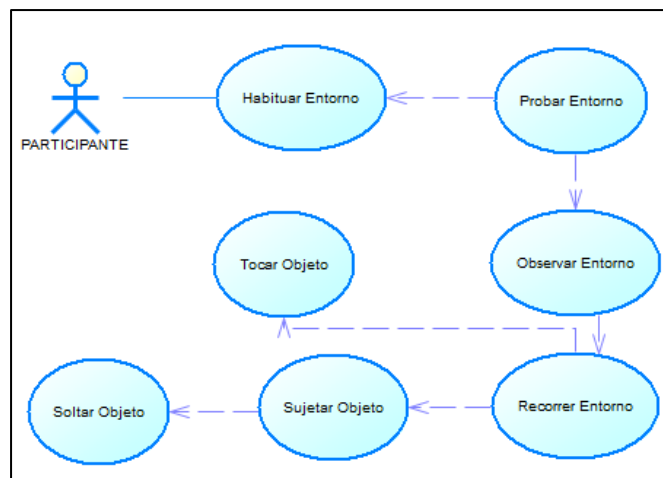 Habituar Entorno
Probar Entorno
PARTICIPANTE
Tocar Objeto
Observar Entorno
Soltar Objeto
Sujetar Objeto
Recorrer Entorno